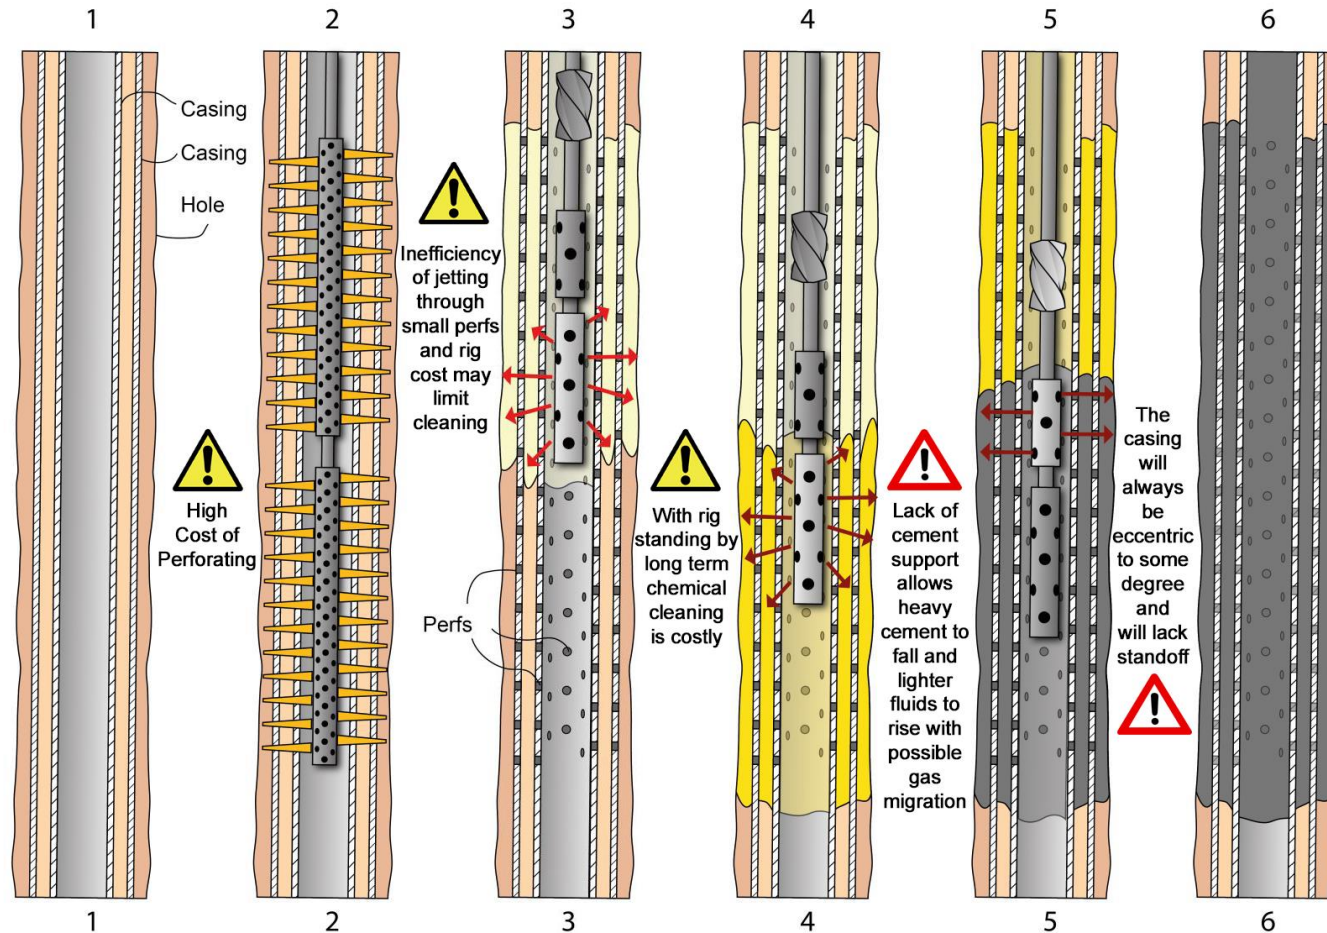 1
2
3
4
5
6
Casing
Casing
Hole
High
Cost of
Perforating
Inefficiency
of jetting
through
small perfs
and rig
cost may
limit
cleaning
Perfs
With rig
standing by
long term
chemical
cleaning
is costly
Lack of
cement
support
allows
heavy
cement to
fall and
lighter
fluids to
rise with
possible
gas
migration
The
casing
will
always
be
eccentric
to some
degree
and
will lack
standoff
1
2
3
4
5
6